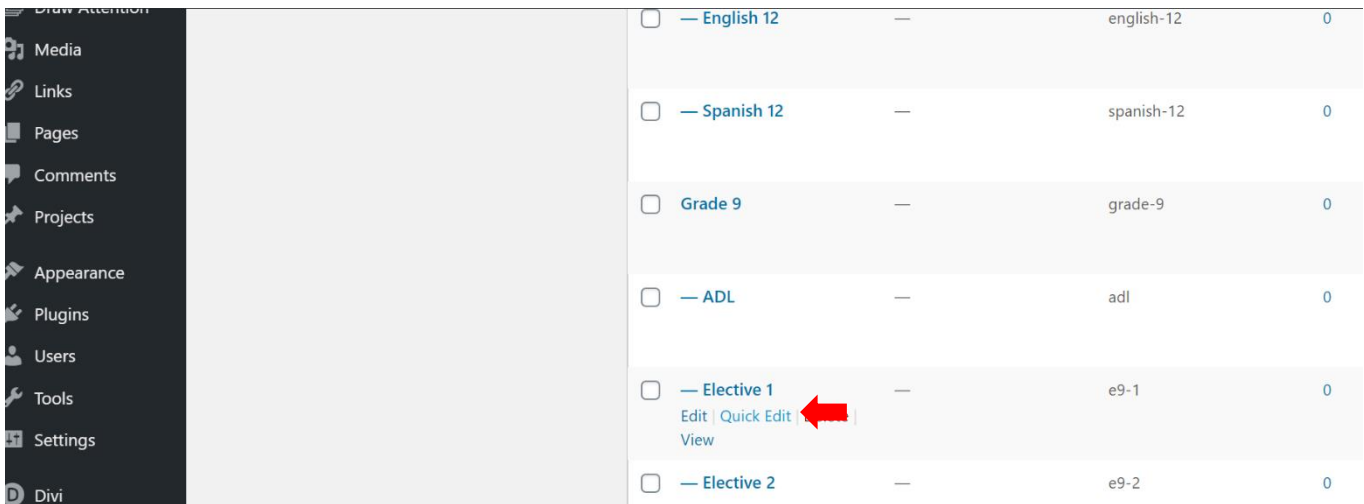 Draw Attention
Media
Links
Pages
Comments
Projects
Appearance
Plugins
Users
Tools
Settings
Divi
— English 12 — english-12 0
— Spanish 12 — spanish-12 0
Grade 9 — grade-9 0
— ADL — adl 0
— Elective 1 — e9-1 0
Edit | Quick Edit | |
View
— Elective 2 — e9-2 0